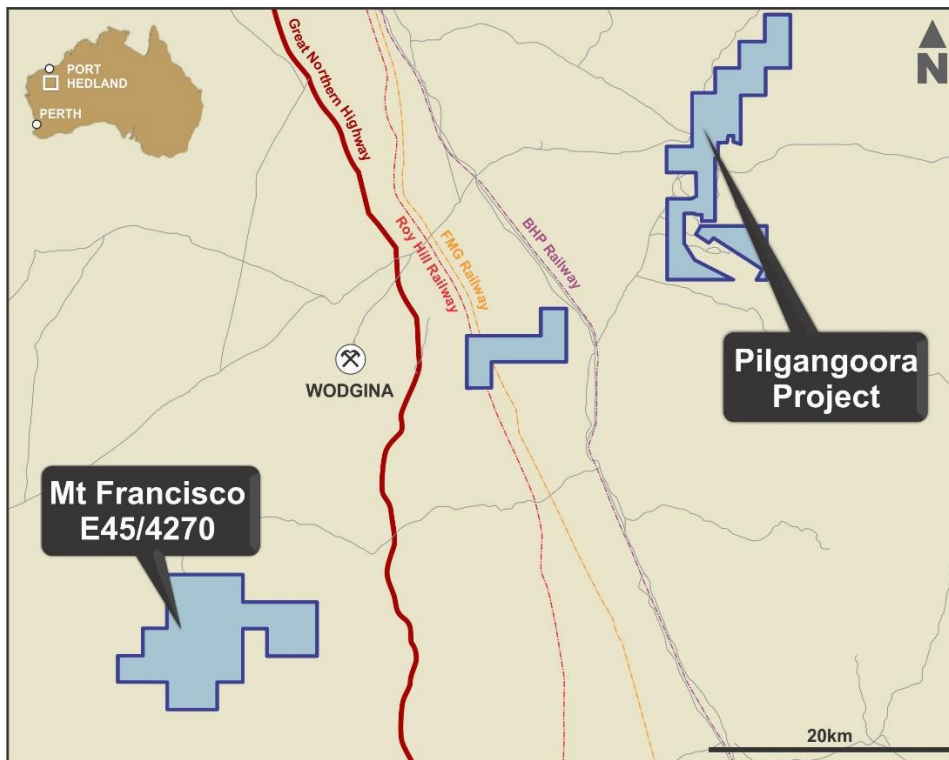 PORT
HEDLAND
PERTH
Great Northern Highway
Roy Hill Railway
FMG Railway
BHP Railway
N
WODGINA
Pilgangoora
Project
Mt Francisco
E45/4270
20km